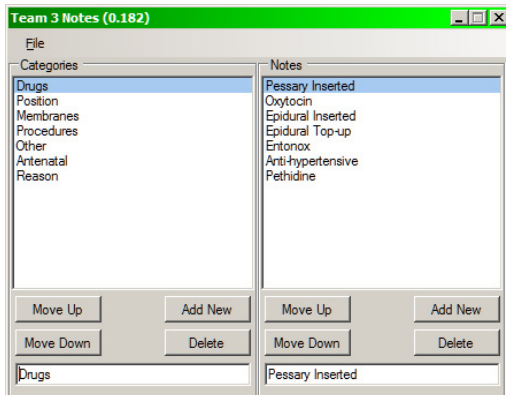 Team 3 Notes (0.182)
File
Categories
Drugs
Position
Membranes
Procedures
Other
Antenatal
Reason
Move Up
Add New
Move Down
Delete
Drugs
Notes
Pessary Inserted
Oxytocin
Epidural Inserted
Epidural Top-up
Entonox
Anti-hypertensive
Pethidine
Move Up
Add New
Move Down
Delete
Pessary Inserted